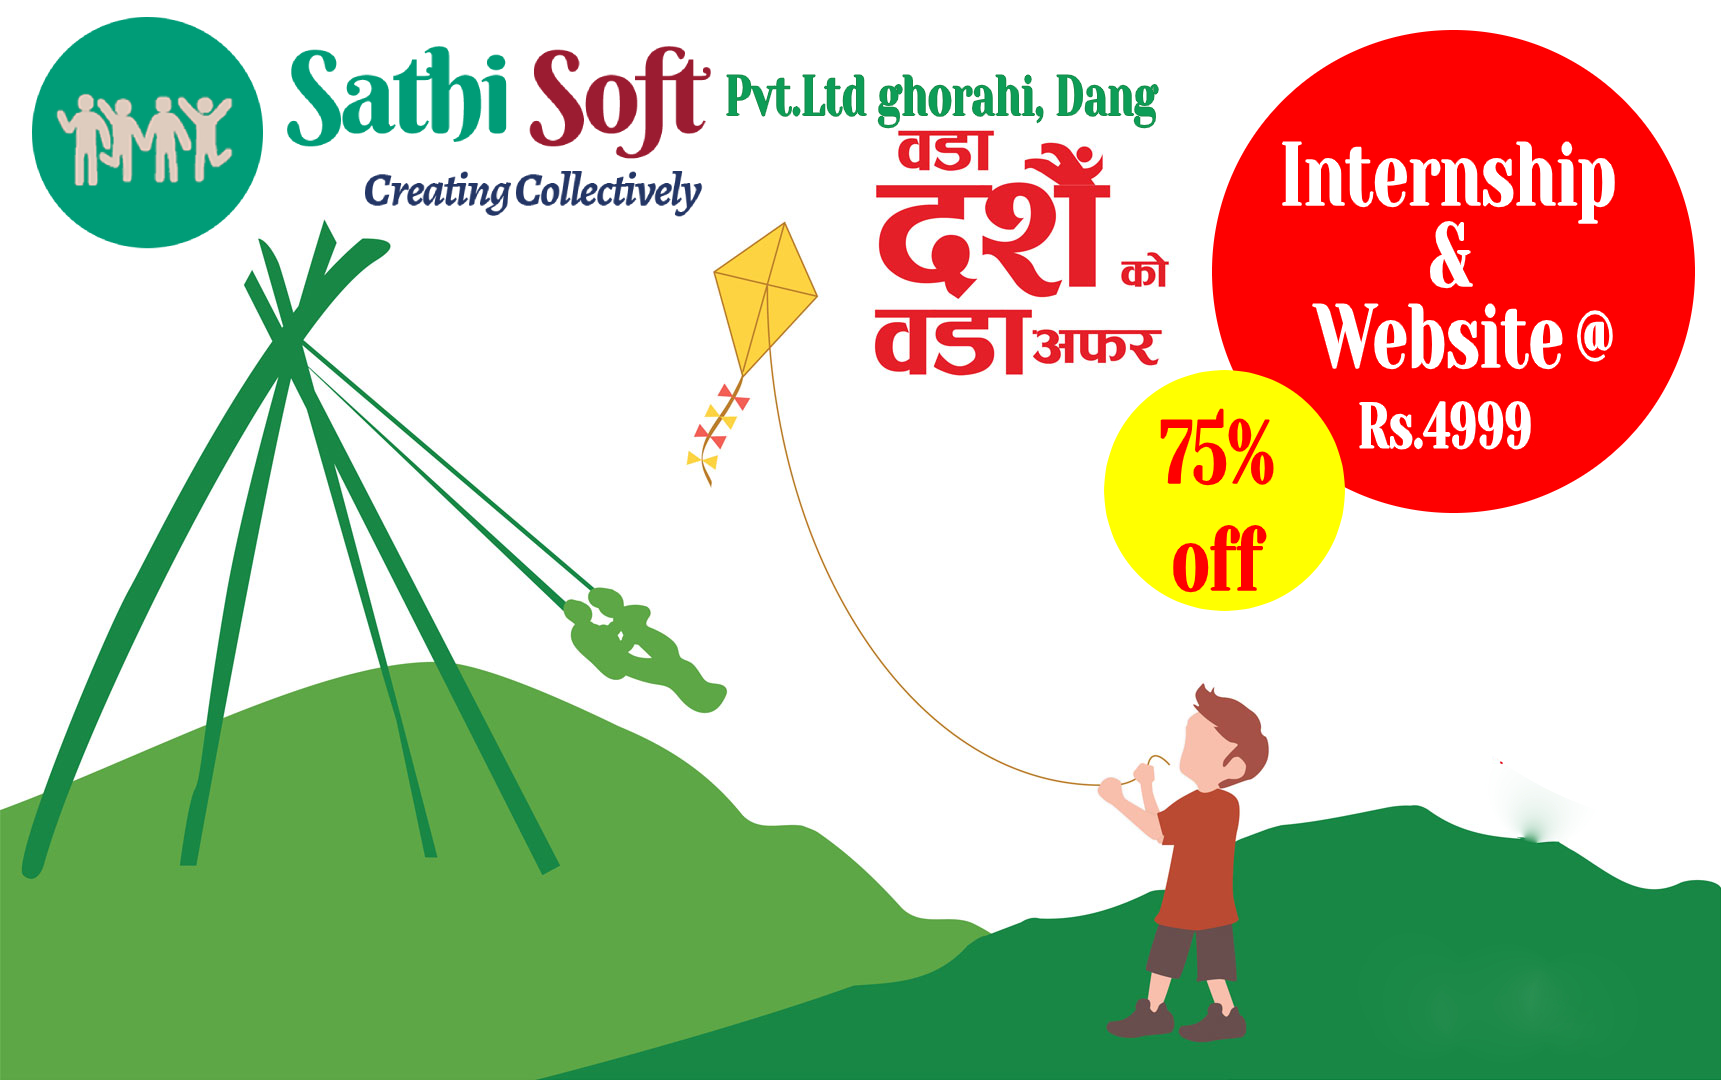 Sathi Soft Pvt.Ltd ghorahi, Dang
Creating Collectively
वडा
दशैं को
वडा अफर
Internship
&
Website @
Rs.4999
75%
off